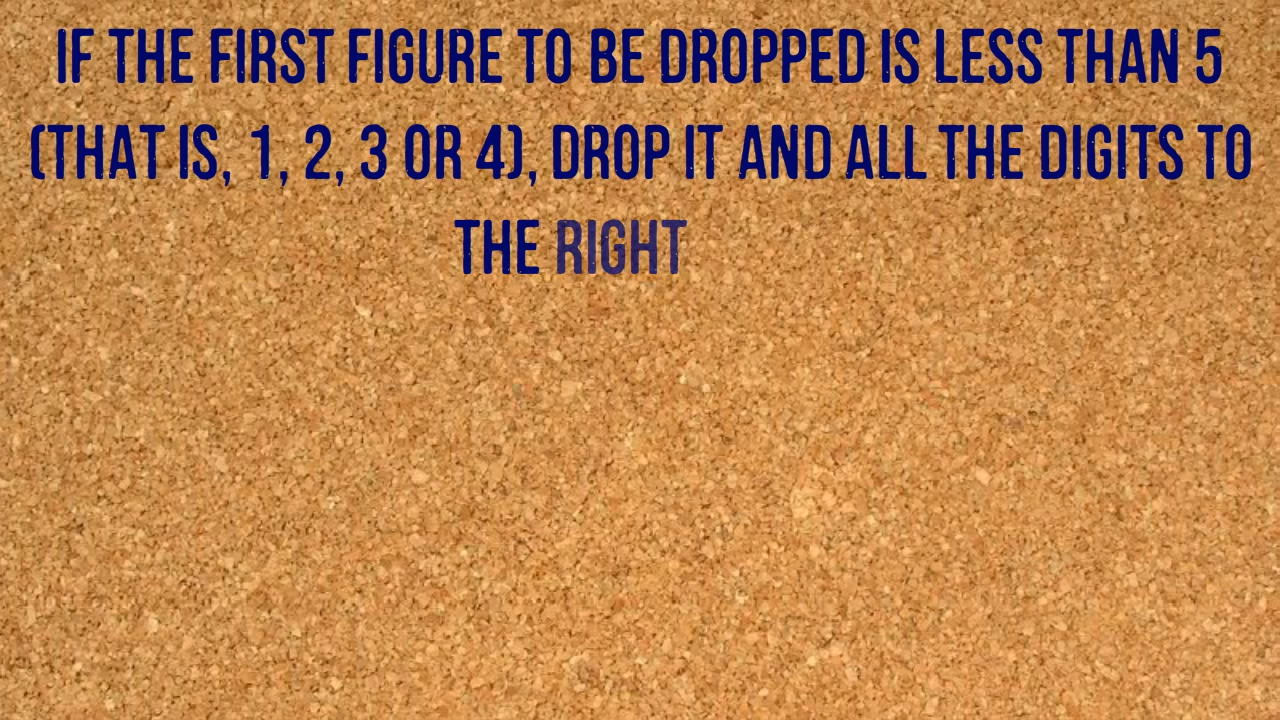 IF THE FIRST FIGURE TO BE DROPPED IS LESS THAN 5
(THAT IS, 1, 2, 3 OR 4), DROP IT AND ALL THE DIGITS TO
THE RIGHT